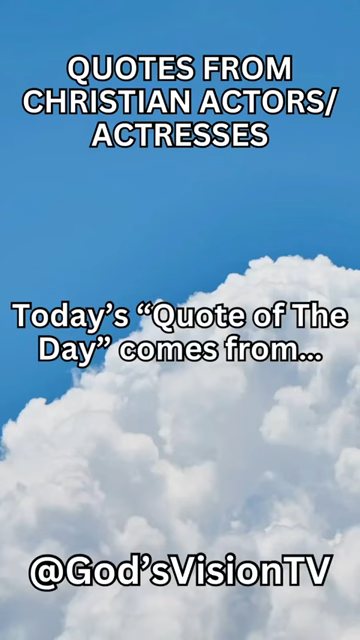 QUOTES FROM
CHRISTIAN ACTORS/
ACTRESSES
Today’s “Quote of The
Day” comes from...
@God’sVisionTV